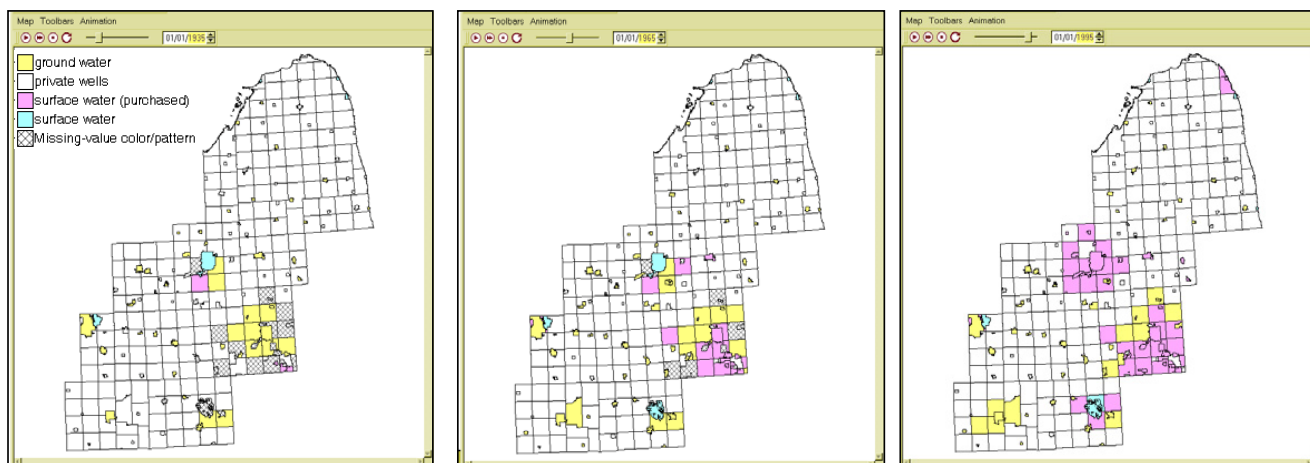 Map Toolbars Animation
01/01/1935
ground water
private wells
surface water (purchased)
surface water
Missing-value color/pattern
Map Toolbars Animation
01/01/1965
Map Toolbars Animation
01/01/1995